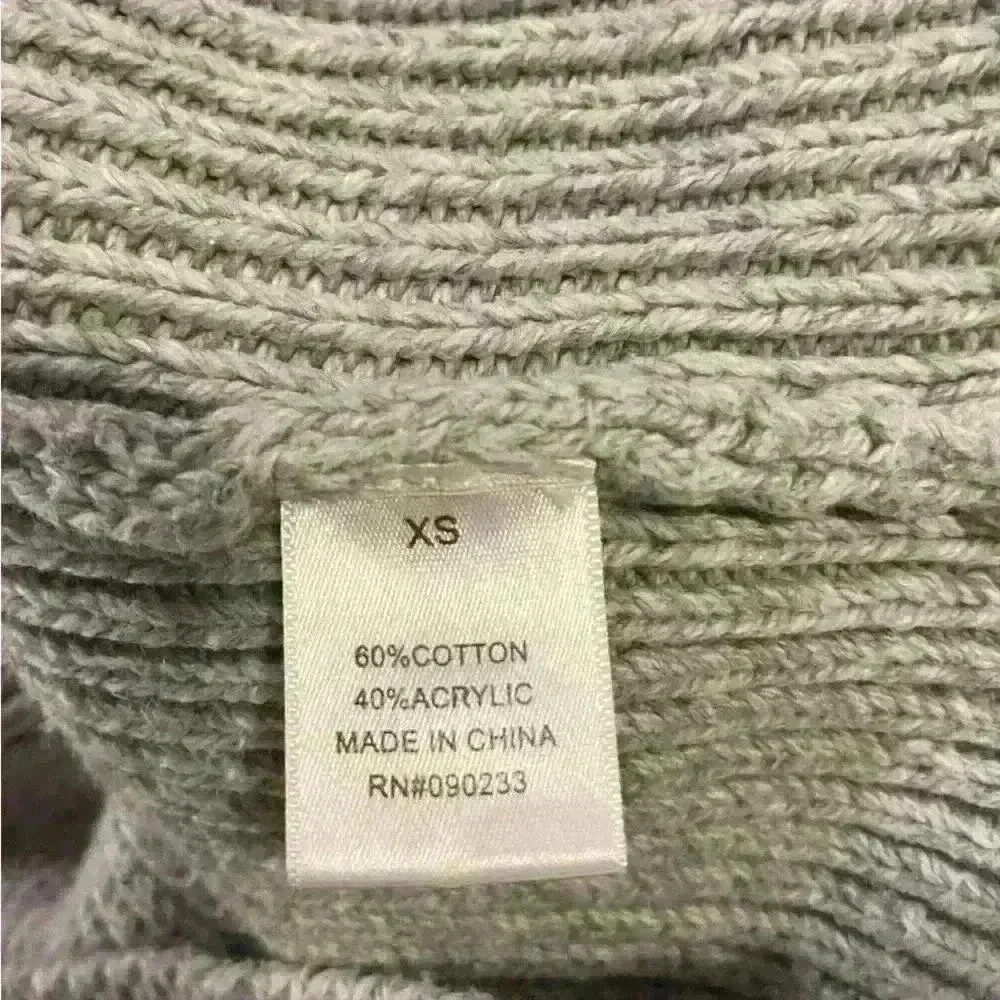 XS
60%COTTON
40%ACRYLIC
MADE IN CHINA
RN#090233